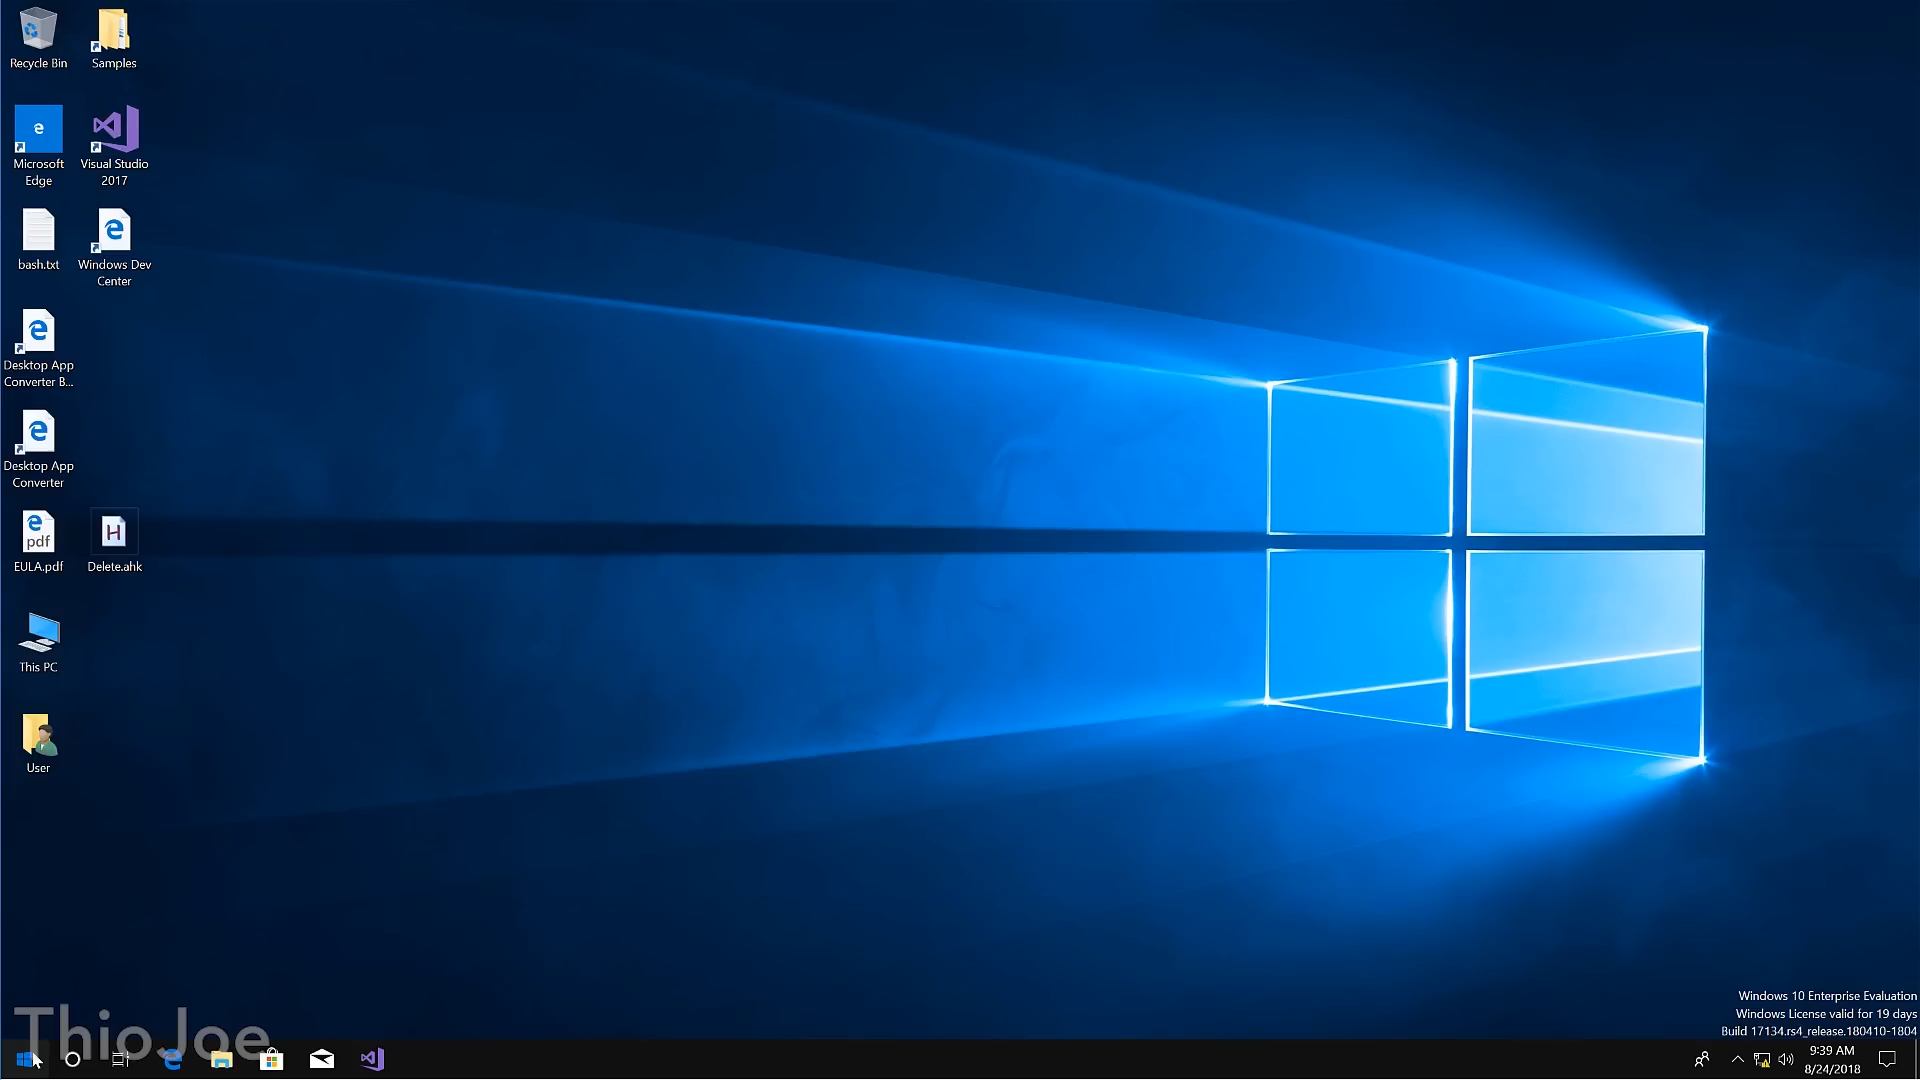 Recycle Bin
Samples
Microsoft
Edge
Visual Studio
2017
bash.txt
Windows Dev
Center
Desktop App
Converter B...
Desktop App
Converter
pdf
EULA.pdf
H
Delete.ahk
This PC
User
ThioJoe
Windows 10 Enterprise Evaluation
Windows License valid for 19 days
Build 17134.rs4_release.180410-1804
9:39 AM
8/24/2018